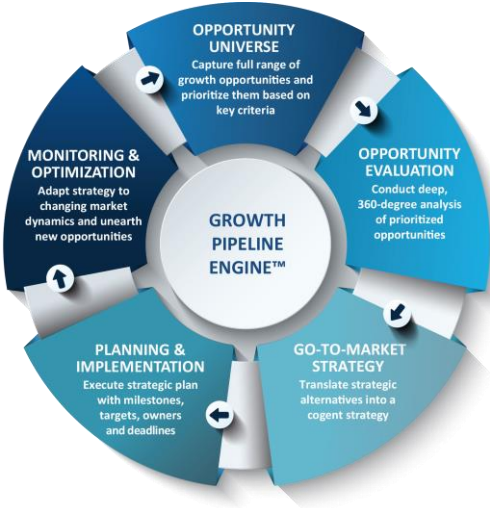 OPPORTUNITY
UNIVERSE
Capture full range of
growth opportunities and
prioritize them based on
key criteria
OPPORTUNITY
EVALUATION
Conduct deep,
360-degree analysis
of prioritized
opportunities
GO-TO-MARKET
STRATEGY
Translate strategic
alternatives into a
cogent strategy
PLANNING &
IMPLEMENTATION
Execute strategic plan
with milestones,
targets, owners
and deadlines
MONITORING &
OPTIMIZATION
Adapt strategy to
changing market
dynamics and unearth
new opportunities
GROWTH
PIPELINE
ENGINE™